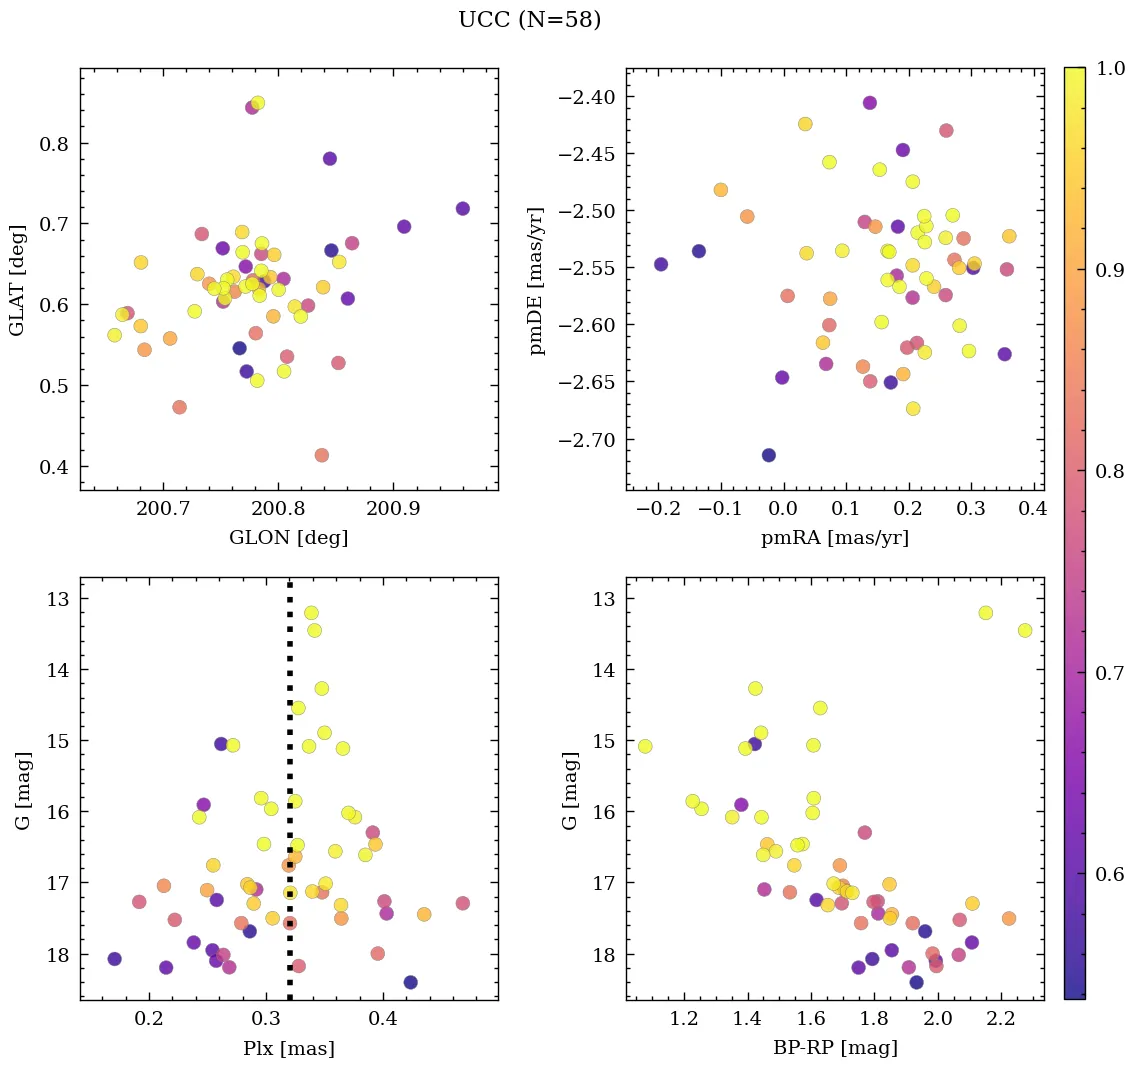 UCC (N=58)
0.8
0.7
0.6
0.5
0.4
GLAT [deg]
200.7 200.8 200.9
GLON [deg]
−2.40
−2.45
−2.50
−2.55
−2.60
−2.65
−2.70
pmDE [mas/yr]
−0.2 −0.1 0.0 0.1 0.2 0.3 0.4
pmRA [mas/yr]
1.0
0.9
0.8
0.7
0.6
13
14
15
16
17
18
G [mag]
0.2 0.3 0.4
Plx [mas]
13
14
15
16
17
18
G [mag]
1.2 1.4 1.6 1.8 2.0 2.2
BP-RP [mag]